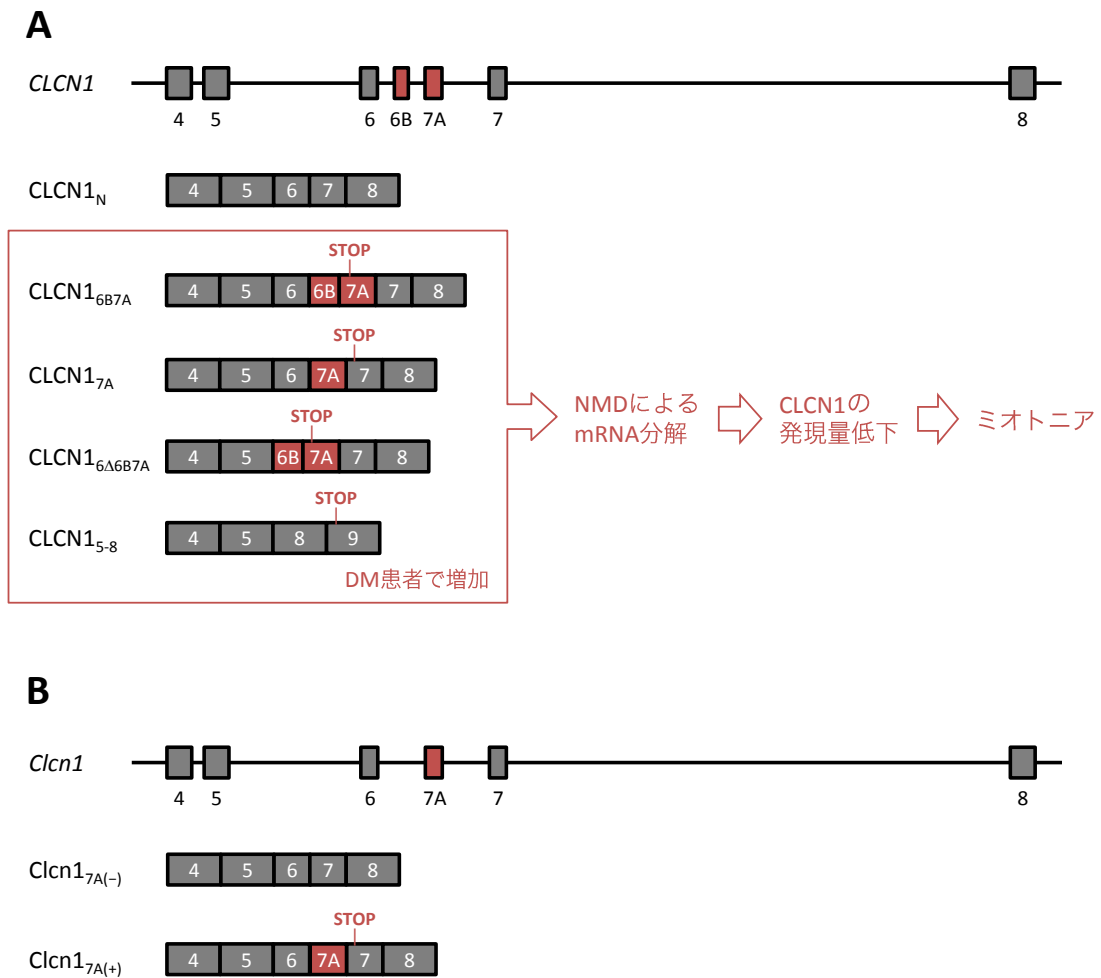 A
CLCN1
4 5 6 6B 7A 7 8
CLCN1N
4 5 6 7 8
STOP
CLCN16B7A
4 5 6 6B 7A 7 8
STOP
CLCN17A
4 5 6 7A 7 8
STOP
CLCN16Δ6B7A
4 5 6B 7A 7 8
STOP
CLCN15-8
4 5 8 9
DM患者で増加
NMDによる
mRNA分解
CLCN1の
発現量低下
ミオトニア
B
Clcn1
4 5 6 7A 7 8
Clcn17A(−)
4 5 6 7 8
STOP
Clcn17A(+)
4 5 6 7A 7 8